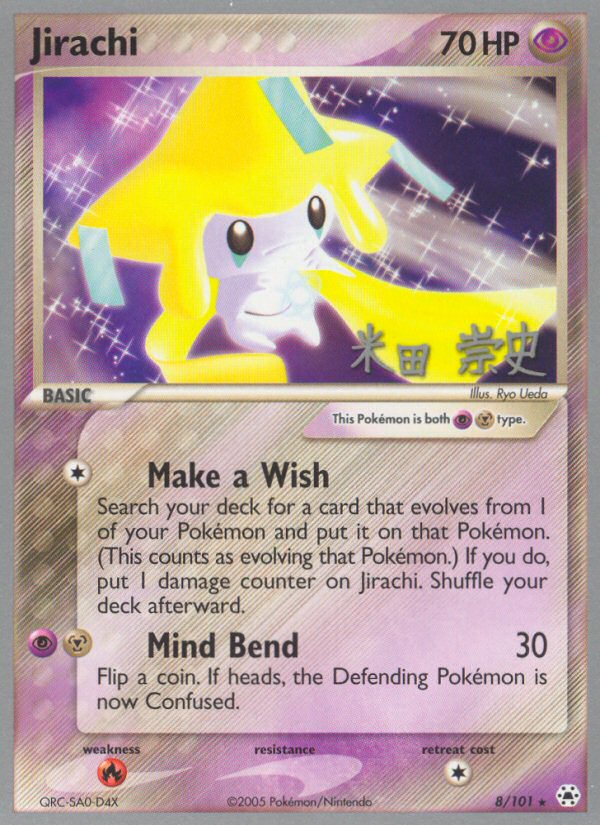 Jirachi
70 HP
米田 崇史
BASIC
Illus. Ryo Ueda
This Pokémon is both type.
Make a Wish
Search your deck for a card that evolves from 1
of your Pokémon and put it on that Pokémon.
(This counts as evolving that Pokémon.) If you do,
put 1 damage counter on Jirachi. Shuffle your
deck afterward.
Mind Bend 30
Flip a coin. If heads, the Defending Pokémon is
now Confused.
weakness resistance retreat cost
QRC-SA0-D4X ©2005 Pokémon/Nintendo 8/101 ★